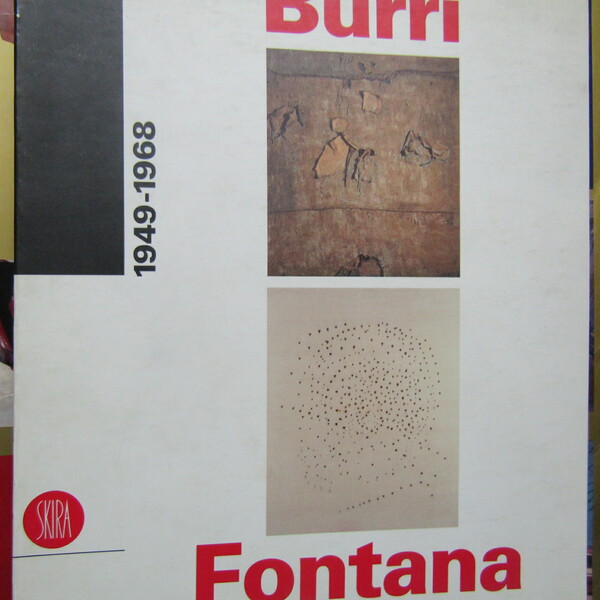 Burri
1949-1968
SKIRA
Fontana